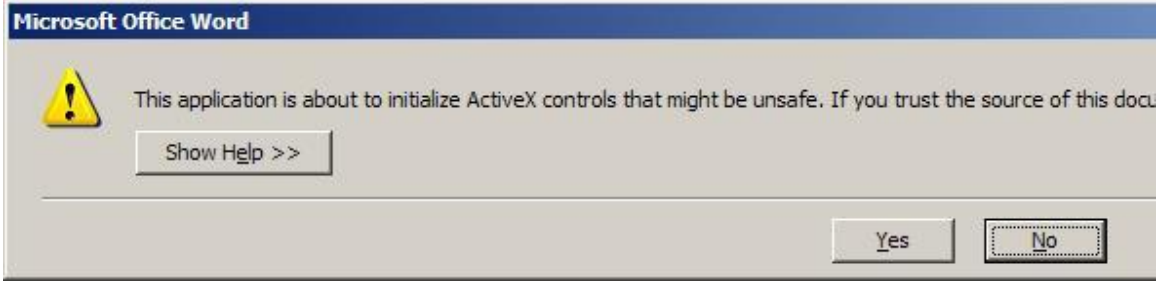 Microsoft Office Word
This application is about to initialize ActiveX controls that might be unsafe. If you trust the source of this docu
Show Help >>
Yes
No